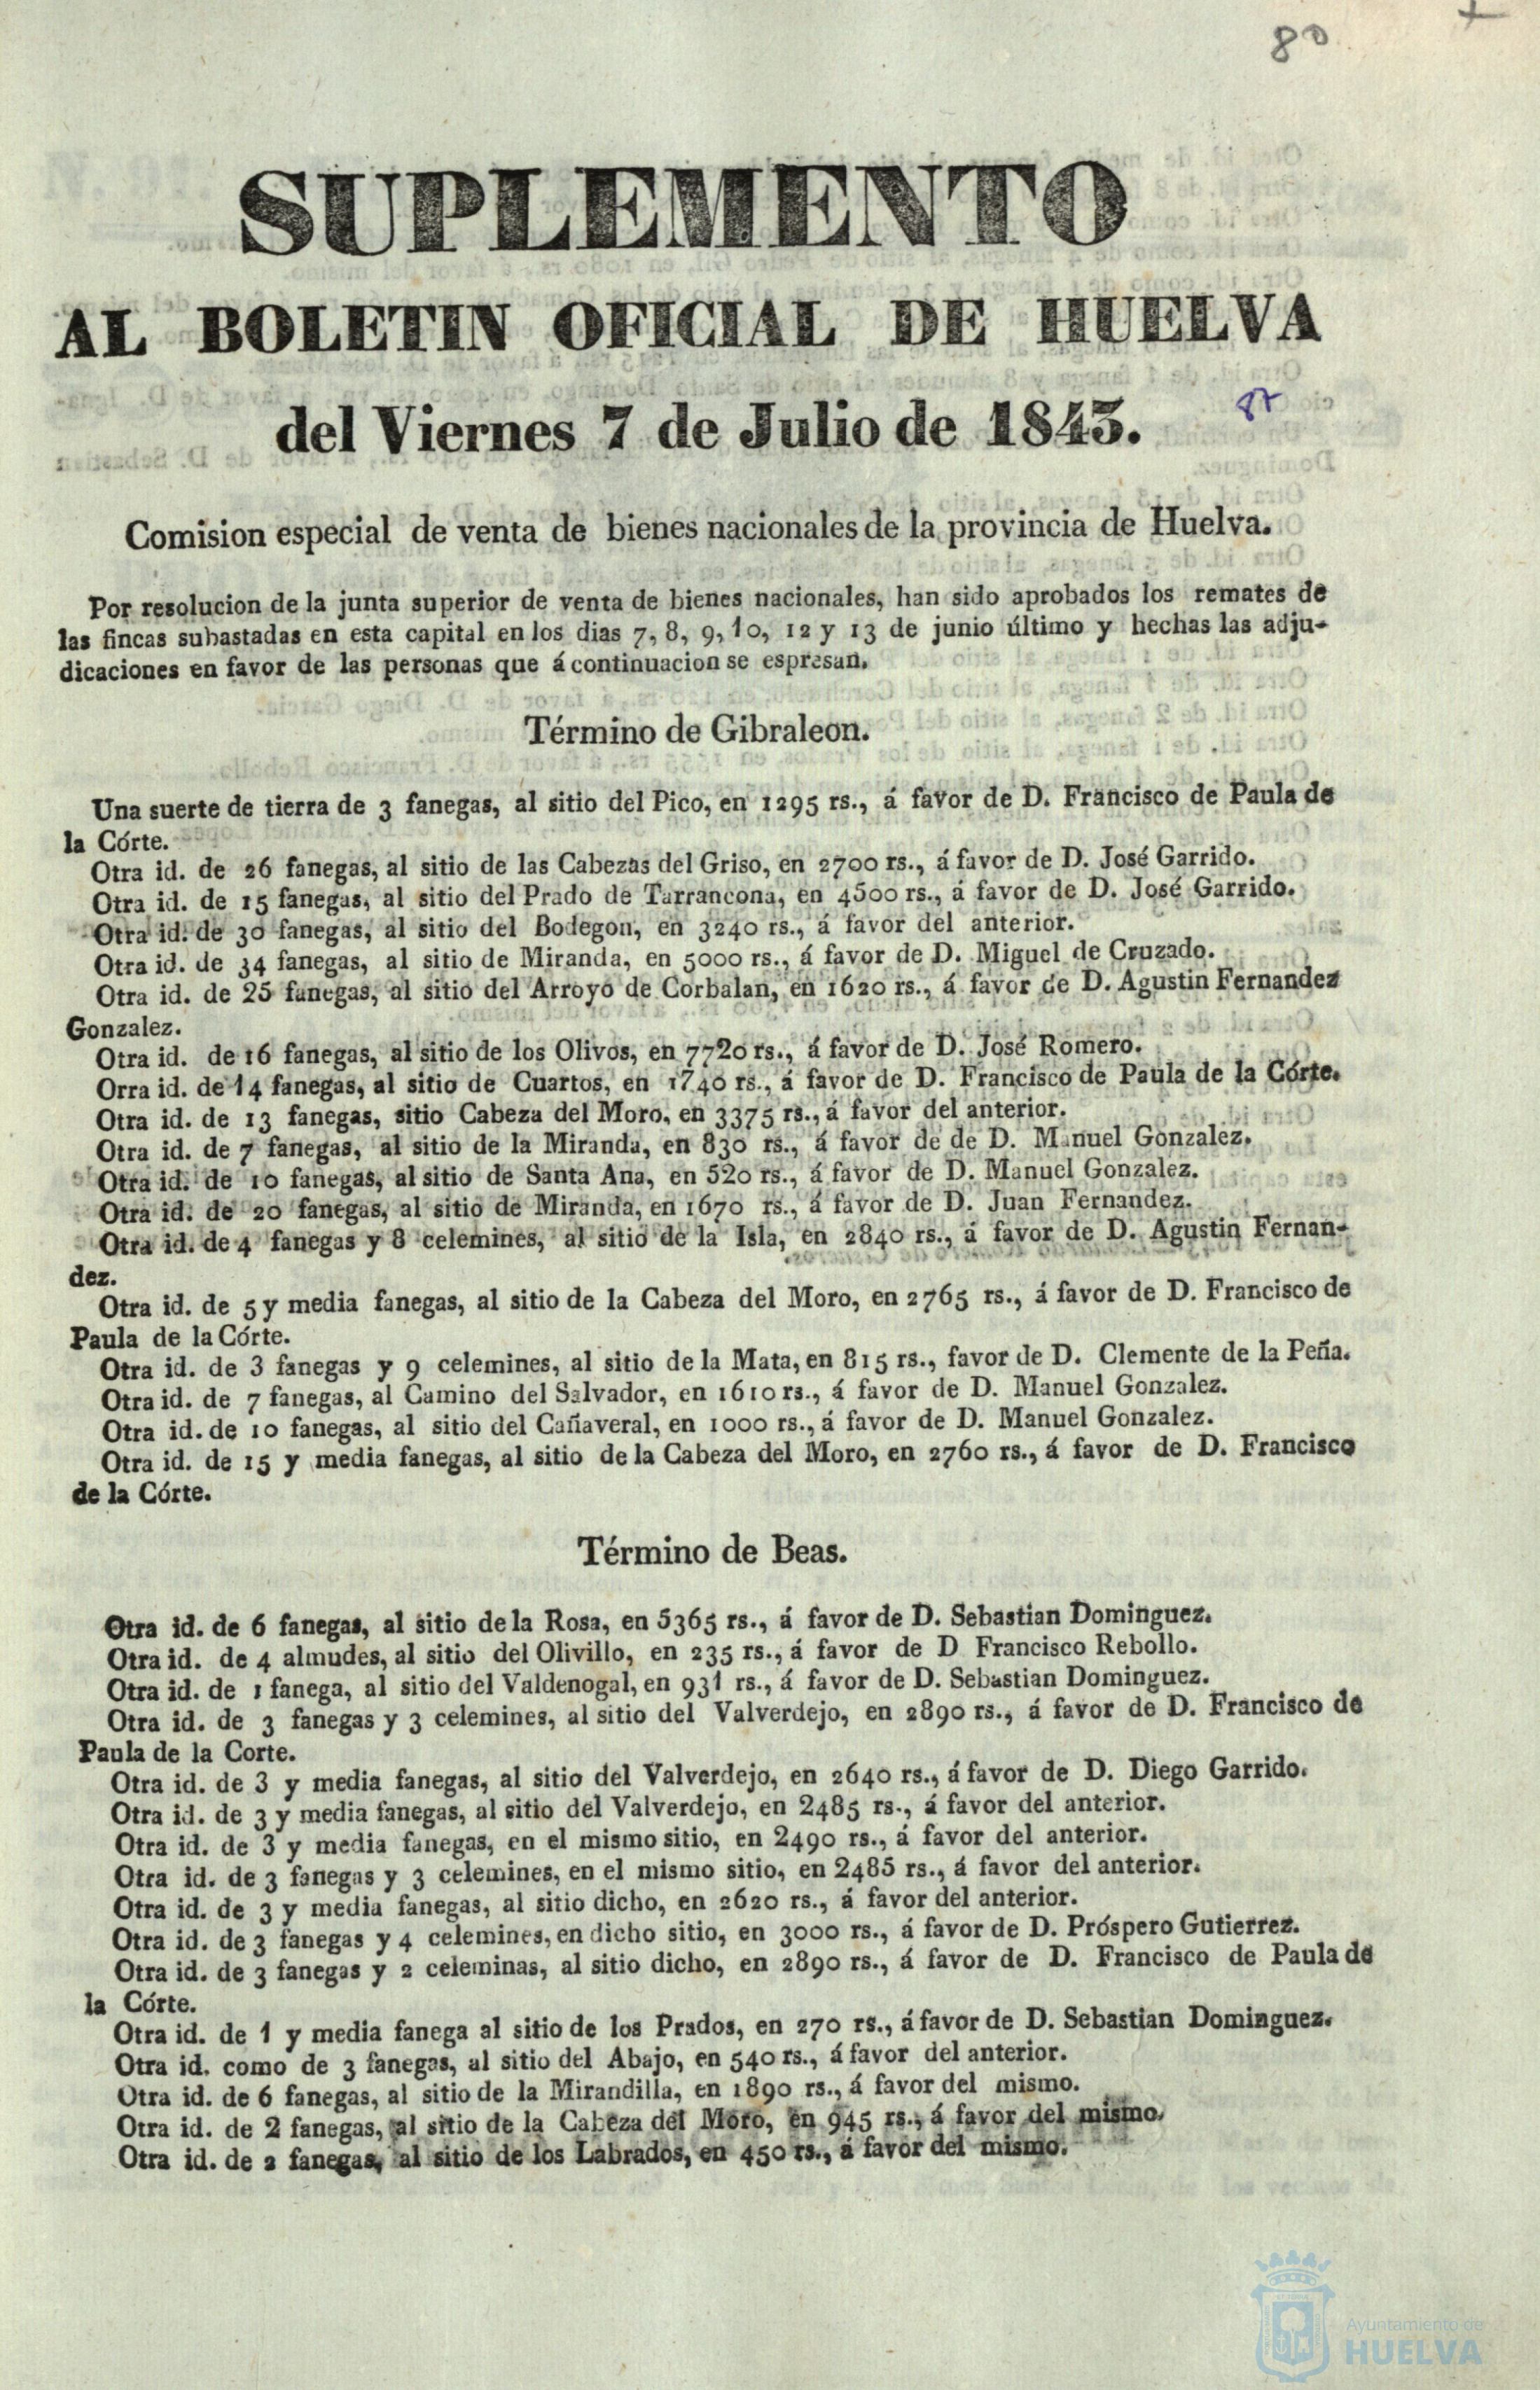 80
SUPLEMENTO
AL BOLETIN OFICIAL DE HUELVA
del Viernes 7 de Julio de 1843.
87
Comision especial de venta de bienes nacionales de la provincia de Huelva.
Por resolucion de la junta superior de venta de bienes nacionales, han sido aprobados los remates de
las fincas subastadas en esta capital en los dias 7, 8, 9, 10, 12 y 13 de junio último y hechas las adju-
dicaciones en favor de las personas que á continuacion se espresan.
Término de Gibraleon.
Una suerte de tierra de 3 fanegas, al sitio del Pico, en 1295 rs., á favor de D. Francisco de Paula de
la Córte.
Otra id. de 26 fanegas, al sitio de las Cabezas del Griso, en 2700 rs., á favor de D. José Garrido.
Otra id. de 15 fanegas, al sitio del Prado de Tarrancona, en 4500 rs., á favor de D. José Garrido.
Otra id. de 30 fanegas, al sitio del Bodegon, en 3240 rs., á favor del anterior.
Otra id. de 34 fanegas, al sitio de Miranda, en 5000 rs., á favor de D. Miguel de Cruzado.
Otra id. de 25 fanegas, al sitio del Arroyo de Corbalan, en 1620 rs., á favor de D. Agustin Fernandez
Gonzalez.
Otra id. de 16 fanegas, al sitio de los Olivos, en 7720 rs., á favor de D. José Romero.
Orra id. de 14 fanegas, al sitio de Cuartos, en 1740 rs., á favor de D. Francisco de Paula de la Córte.
Otra id. de 13 fanegas, sitio Cabeza del Moro, en 3375 rs., á favor del anterior.
Otra id. de 7 fanegas, al sitio de la Miranda, en 830 rs., á favor de de D. Manuel Gonzalez.
Otra id. de 10 fanegas, al sitio de Santa Ana, en 520 rs., á favor de D. Manuel Gonzalez.
Otra id. de 20 fanegas, al sitio de Miranda, en 1670 rs., á favor de D. Juan Fernandez.
Otra id. de 4 fanegas y 8 celemines, al sitio de la Isla, en 2840 rs., á favor de D. Agustin Fernan-
dez.
Otra id. de 5 y media fanegas, al sitio de la Cabeza del Moro, en 2765 rs., á favor de D. Francisco de
Paula de la Córte.
Otra id. de 3 fanegas y 9 celemines, al sitio de la Mata, en 815 rs., favor de D. Clemente de la Peña.
Otra id. de 7 fanegas, al Camino del Salvador, en 1610 rs., á favor de D. Manuel Gonzalez.
Otra id. de 10 fanegas, al sitio del Cañaveral, en 1000 rs., á favor de D. Manuel Gonzalez.
Otra id. de 15 y media fanegas, al sitio de la Cabeza del Moro, en 2760 rs., á favor de D. Francisco
de la Córte.
Término de Beas.
Otra id. de 6 fanegas, al sitio de la Rosa, en 5365 rs., á favor de D. Sebastian Dominguez.
Otra id. de 4 almudes, al sitio del Olivillo, en 235 rs., á favor de D Francisco Rebollo.
Otra id. de 1 fanega, al sitio del Valdenogal, en 931 rs., á favor de D. Sebastian Dominguez.
Otra id. de 3 fanegas y 3 celemines, al sitio del Valverdejo, en 2890 rs., á favor de D. Francisco de
Paula de la Corte.
Otra id. de 3 y media fanegas, al sitio del Valverdejo, en 2640 rs., á favor de D. Diego Garrido.
Otra id. de 3 y media fanegas, al sitio del Valverdejo, en 2485 rs., á favor del anterior.
Otra id. de 3 y media fanegas, en el mismo sitio, en 2490 rs., á favor del anterior.
Otra id. de 3 fanegas y 3 celemines, en el mismo sitio, en 2485 rs., á favor del anterior.
Otra id. de 3 y media fanegas, al sitio dicho, en 2620 rs., á favor del anterior.
Otra id. de 3 fanegas y 4 celemines, en dicho sitio, en 3000 rs., á favor de D. Próspero Gutierrez.
Otra id. de 3 fanegas y 2 celeminas, al sitio dicho, en 2890 rs., á favor de D. Francisco de Paula de
la Córte.
Otra id. de 1 y media fanega al sitio de los Prados, en 270 rs., á favor de D. Sebastian Dominguez.
Otra id. como de 3 fanegas, al sitio del Abajo, en 540 rs., á favor del anterior.
Otra id. de 6 fanegas, al sitio de la Mirandilla, en 1890 rs., á favor del mismo.
Otra id. de 2 fanegas, al sitio de la Cabeza del Moro, en 945 rs., á favor del mismo.
Otra id. de 2 fanegas, al sitio de los Labrados, en 450 rs., á favor del mismo.
Ayuntamiento de
HUELVA